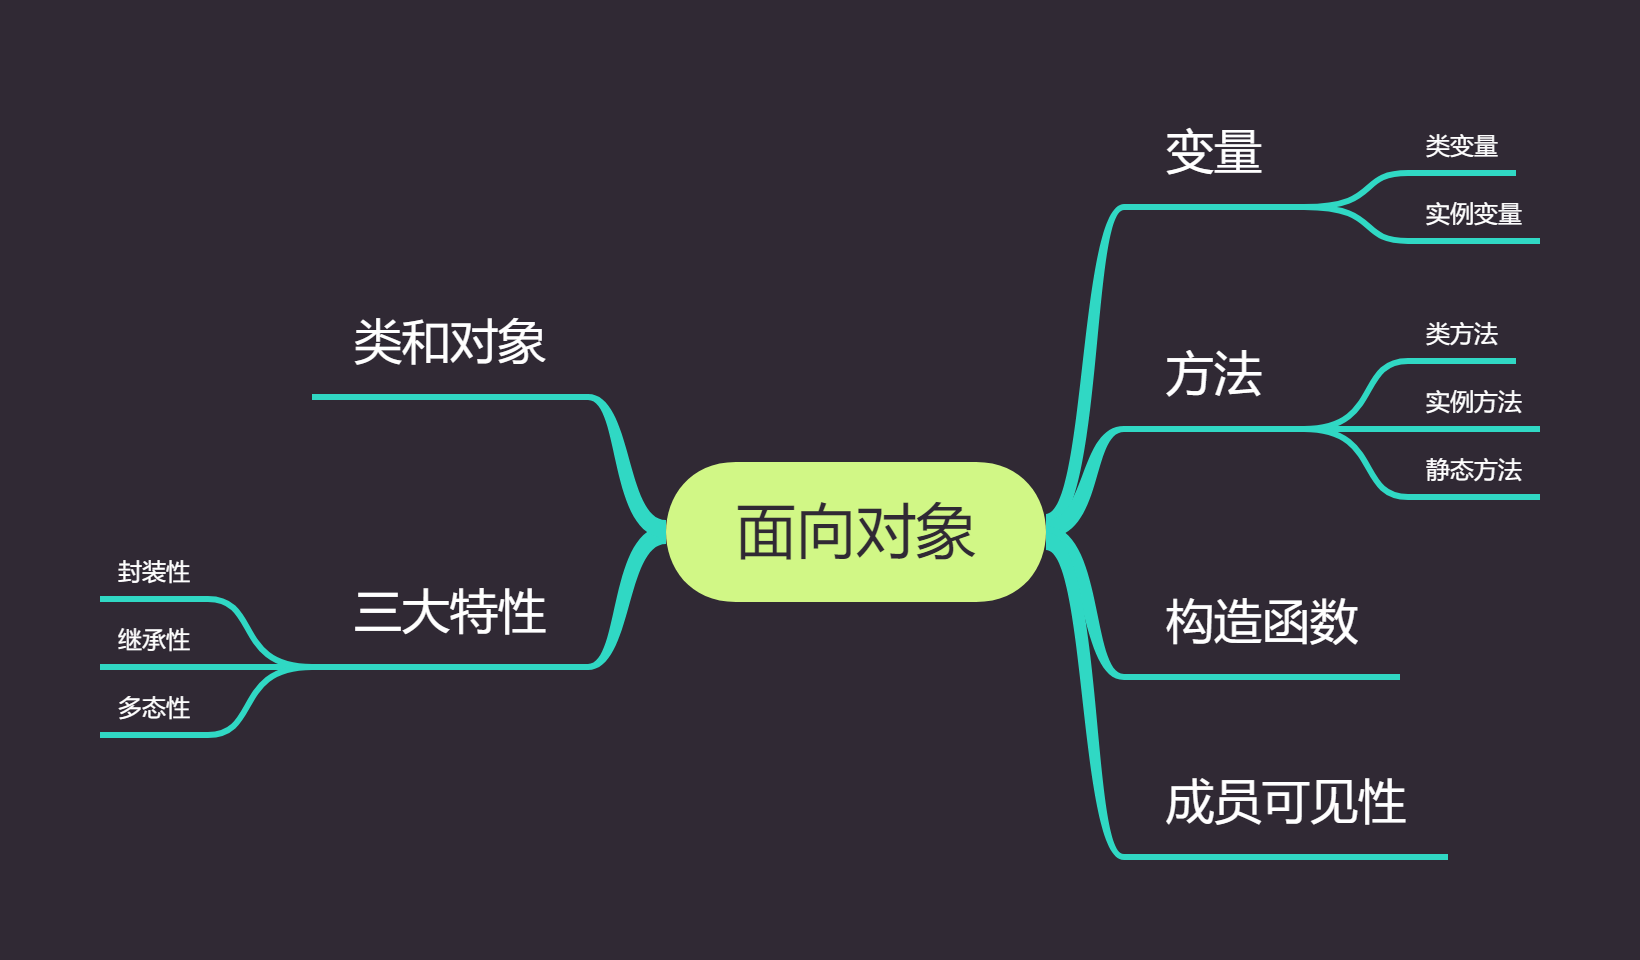 面向对象
类和对象
三大特性
封装性
继承性
多态性
变量
类变量
实例变量
方法
类方法
实例方法
静态方法
构造函数
成员可见性